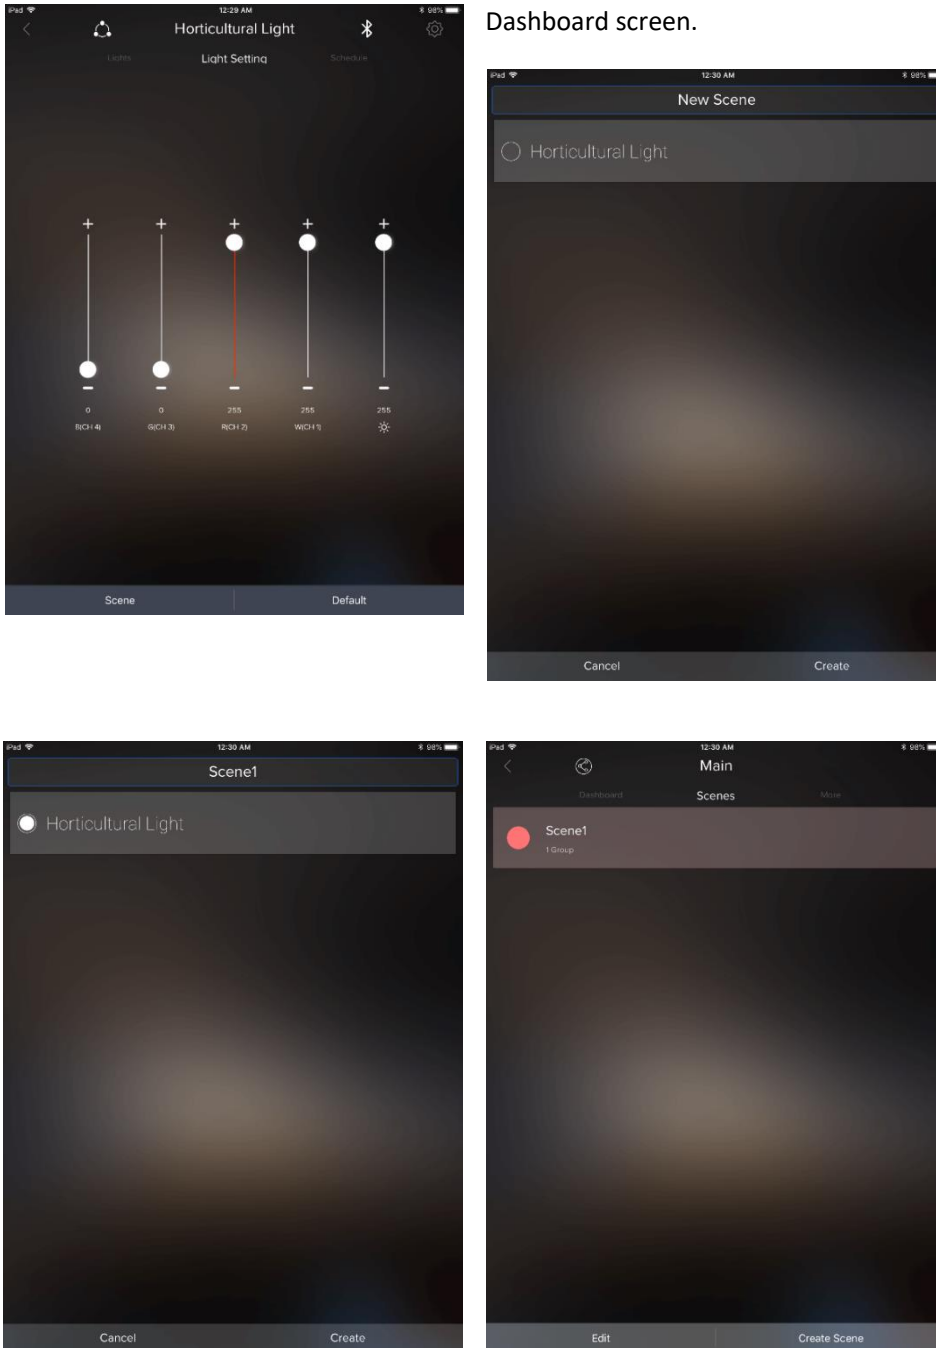 iPad 12:29 AM 98%
Horticultural Light
Lights Light Setting Schedule
+ + + + +
0 0 255 255 255
B(CH 4) G(CH 3) R(CH 2) W(CH 1)
Scene Default
Dashboard screen.
iPad 12:30 AM 98%
New Scene
Horticultural Light
Cancel Create
iPad 12:30 AM 98%
Scene1
Horticultural Light
Cancel Create
iPad 12:30 AM 98%
Main
Dashboard Scenes More
Scene1
1 Group
Edit Create Scene